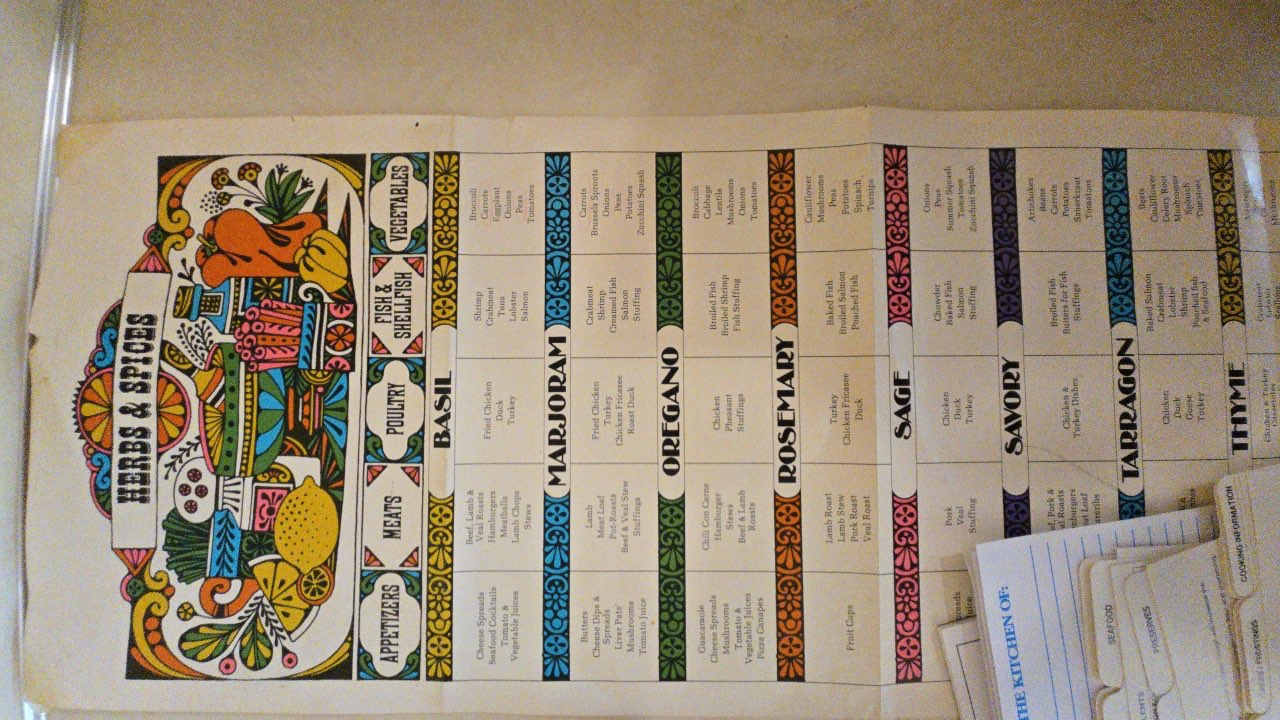 HERBS & SPICES
APPETIZERS
MEATS
POULTRY
FISH &
SHELLFISH
VEGETABLES
BASIL
Cheese Spreads
Seafood Cocktails
Tomato &
Vegetable Juices
Beef, Lamb &
Veal Roasts
Hamburgers
Meatballs
Lamb Chops
Stews
Fried Chicken
Duck
Turkey
Shrimp
Crabmeat
Tuna
Lobster
Salmon
Broccoli
Carrots
Eggplant
Onions
Peas
Tomatoes
MARJORAM
Butters
Cheese Dips &
Spreads
Liver Pate'
Mushrooms
Tomato Juice
Lamb
Meat Loaf
Pot-Roasts
Beef & Veal Stew
Stuffings
Fried Chicken
Turkey
Chicken Fricasee
Roast Duck
Crabmeat
Shrimp
Creamed Fish
Salmon
Stuffing
Carrots
Brussels Sprouts
Onions
Peas
Potatoes
Zucchini Squash
OREGANO
Guacamole
Cheese Spreads
Mushrooms
Tomato &
Vegetable Juices
Pizza Canapes
Chili Con Carne
Hamburger
Stews
Beef & Lamb
Roasts
Chicken
Pheasant
Stuffings
Broiled Fish
Broiled Shrimp
Fish Stuffing
Broccoli
Cabbage
Lentils
Mushrooms
Onions
Tomatoes
ROSEMARY
Fruit Cups
Lamb Roast
Lamb Stew
Pork Roast
Veal Roast
Turkey
Chicken Fricasee
Duck
Baked Fish
Broiled Salmon
Poached Fish
Cauliflower
Mushrooms
Peas
Potatoes
Spinach
Turnips
SAGE
Pork
Veal
Stuffing
Chicken
Duck
Turkey
Chowder
Baked Fish
Salmon
Stuffing
Onions
Peas
Summer Squash
Tomatoes
Zucchini Squash
SAVORY
Chicken &
Turkey Dishes
Broiled Fish
Butters for Fish
Stuffings
Artichokes
Beans
Carrots
Potatoes
Sauerkraut
Tomatoes
TARRAGON
Chicken
Duck
Goose
Turkey
Baked Salmon
Crabmeat
Lobster
Shrimp
Poached Fish
Beets
Cauliflower
Celery Root
Mushrooms
Spinach
Tomatoes
THYME
THE KITCHEN OF:
SEAFOOD
PRESERVES
COOKING INFORMATION